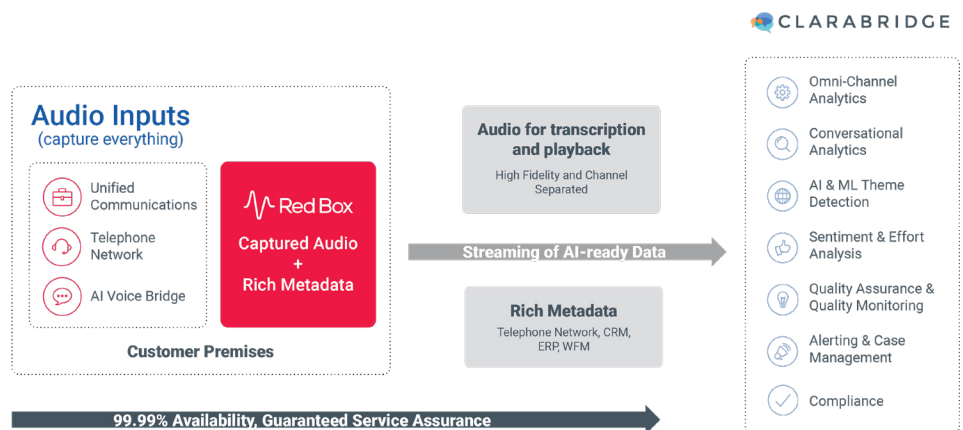 CLARABRIDGE
Audio Inputs
(capture everything)
Unified
Communications
Telephone
Network
AI Voice Bridge
Red Box
Captured Audio
+
Rich Metadata
Customer Premises
Audio for transcription
and playback
High Fidelity and Channel
Separated
Streaming of AI-ready Data
Rich Metadata
Telephone Network, CRM,
ERP, WFM
Omni-Channel
Analytics
Conversational
Analytics
AI & ML Theme
Detection
Sentiment & Effort
Analysis
Quality Assurance &
Quality Monitoring
Alerting & Case
Management
Compliance
99.99% Availability, Guaranteed Service Assurance